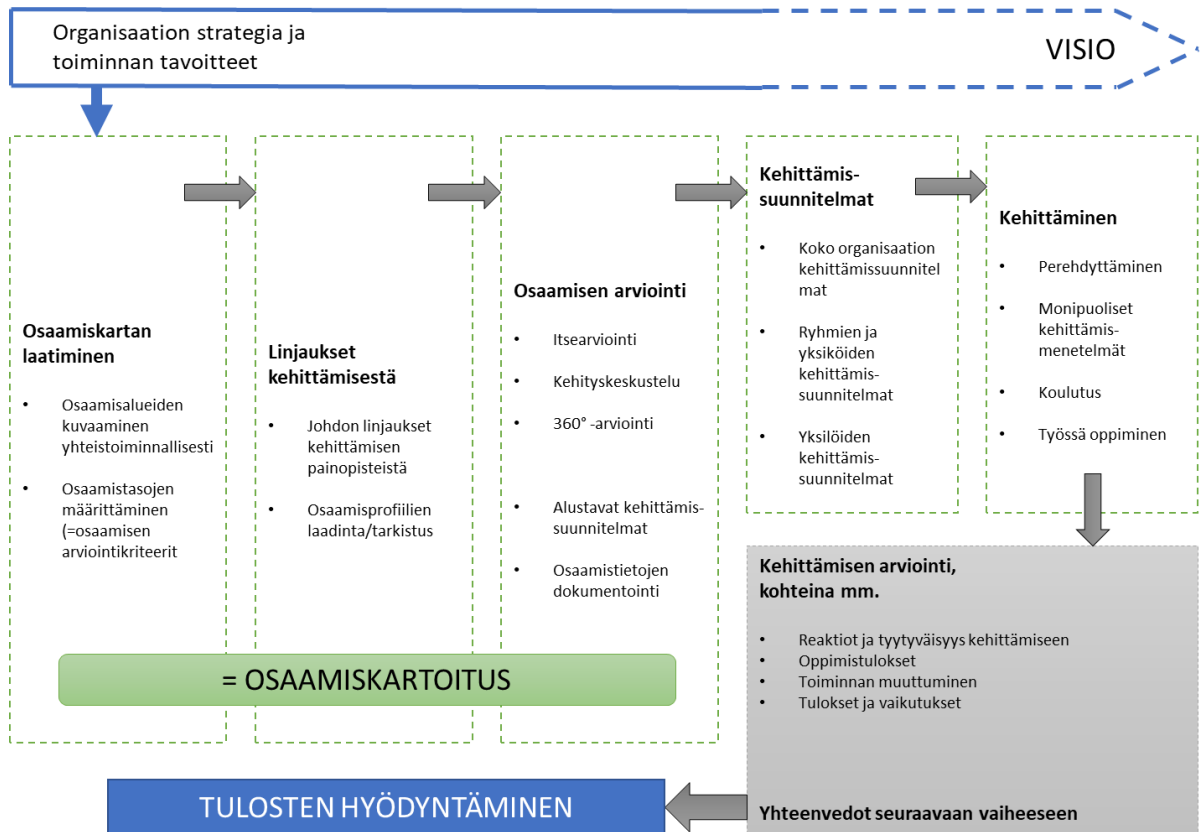 Organisaation strategia ja
toiminnan tavoitteet
VISIO
Osaamiskartan
laatiminen
• Osaamisalueiden
kuvaaminen
yhteistoiminnallisesti
• Osaamistasojen
määrittäminen
(=osaamisen
arviointikriteerit
Linjaukset
kehittämisestä
• Johdon linjaukset
kehittämisen
painopisteistä
• Osaamisprofiilien
laadinta/tarkistus
Osaamisen arviointi
• Itsearviointi
• Kehityskeskustelu
• 360° -arviointi
• Alustavat kehittämis-
suunnitelmat
• Osaamistietojen
dokumentointi
= OSAAMISKARTOITUS
Kehittämis-
suunnitelmat
• Koko organisaation
kehittämissuunnitel
mat
• Ryhmien ja
yksiköiden
kehittämis-
suunnitelmat
• Yksilöiden
kehittämis-
suunnitelmat
Kehittäminen
• Perehdyttäminen
• Monipuoliset
kehittämis-
menetelmät
• Koulutus
• Työssä oppiminen
Kehittämisen arviointi,
kohteina mm.
• Reaktiot ja tyytyväisyys kehittämiseen
• Oppimistulokset
• Toiminnan muuttuminen
• Tulokset ja vaikutukset
Yhteenvedot seuraavaan vaiheeseen
TULOSTEN HYÖDYNTÄMINEN